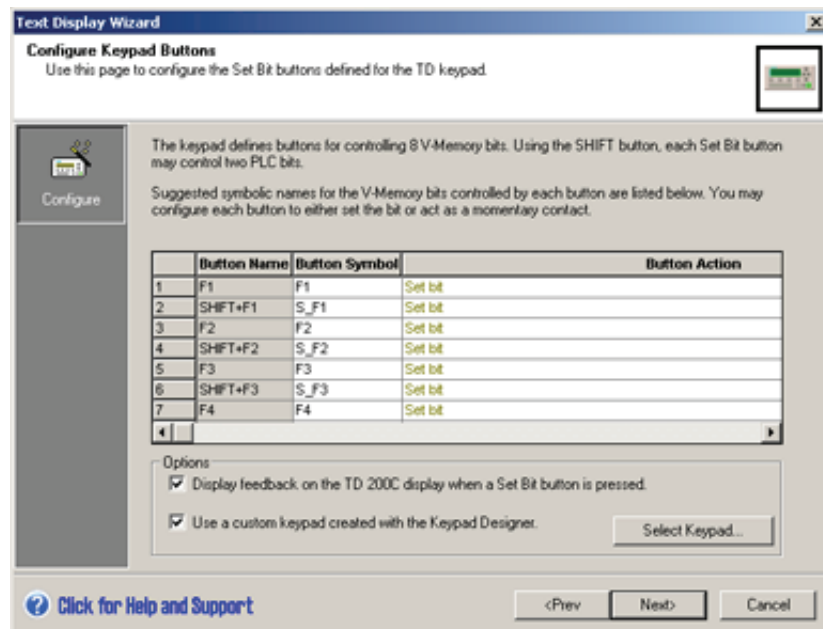 Text Display Wizard
Configure Keypad Buttons
Use this page to configure the Set Bit buttons defined for the TD keypad.
Configure
The keypad defines buttons for controlling 8 V-Memory bits. Using the SHIFT button, each Set Bit button
may control two PLC bits.
Suggested symbolic names for the V-Memory bits controlled by each button are listed below. You may
configure each button to either set the bit or act as a momentary contact.
Button Name Button Symbol Button Action
1 F1 F1 Set bit
2 SHIFT+F1 S_F1 Set bit
3 F2 F2 Set bit
4 SHIFT+F2 S_F2 Set bit
5 F3 F3 Set bit
6 SHIFT+F3 S_F3 Set bit
7 F4 F4 Set bit
Options
Display feedback on the TD 200C display when a Set Bit button is pressed.
Use a custom keypad created with the Keypad Designer.
Select Keypad...
Click for Help and Support
<Prev Next> Cancel